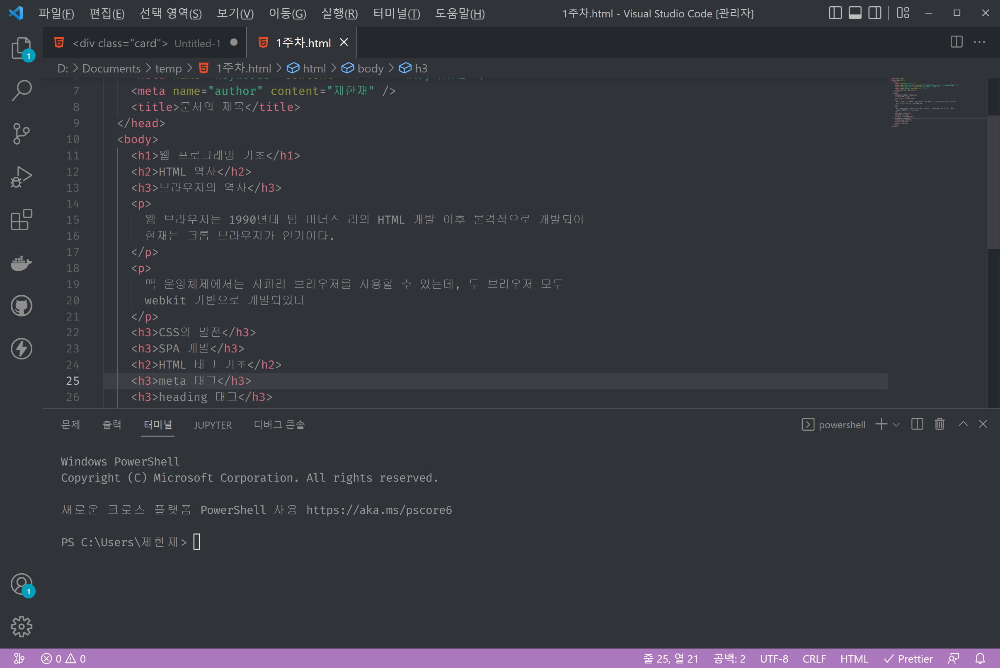 파일(F) 편집(E) 선택 영역(S) 보기(V) 이동(G) 실행(R) 터미널(T) 도움말(H) 1주차.html - Visual Studio Code [관리자]
<div class="card"> Untitled-1 1주차.html
D: > Documents > temp > 1주차.html > html > body > h3
7 <meta name="author" content="제한재" />
8 <title>문서의 제목</title>
9 </head>
10 <body>
11 <h1>웹 프로그래밍 기초</h1>
12 <h2>HTML 역사</h2>
13 <h3>브라우저의 역사</h3>
14 <p>
15 웹 브라우저는 1990년대 팀 버너스 리의 HTML 개발 이후 본격적으로 개발되어
16 현재는 크롬 브라우저가 인기이다.
17 </p>
18 <p>
19 맥 운영체제에서는 사파리 브라우저를 사용할 수 있는데, 두 브라우저 모두
20 webkit 기반으로 개발되었다
21 </p>
22 <h3>CSS의 발전</h3>
23 <h3>SPA 개발</h3>
24 <h2>HTML 태그 기초</h2>
25 <h3>meta 태그</h3>
26 <h3>heading 태그</h3>
문제 출력 터미널 JUPYTER 디버그 콘솔 powershell
Windows PowerShell
Copyright (C) Microsoft Corporation. All rights reserved.
새로운 크로스 플랫폼 PowerShell 사용 https://aka.ms/pscore6
PS C:\Users\제한재>
1
1
0 0 줄 25, 열 21 공백: 2 UTF-8 CRLF HTML Prettier